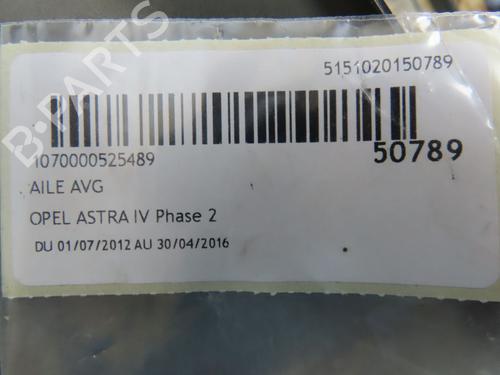 5151020150789
1070000525489
50789
AILE AVG
OPEL ASTRA IV Phase 2
DU 01/07/2012 AU 30/04/2016
B-PARTS